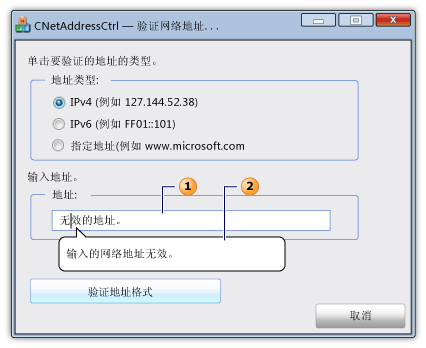 CNetAddressCtrl — 验证网络地址...
单击要验证的地址的类型。
地址类型:
IPv4 (例如 127.144.52.38)
IPv6 (例如 FF01::101)
指定地址(例如 www.microsoft.com
输入地址。
地址:
1
2
无效的地址。
输入的网络地址无效。
验证地址格式
取消